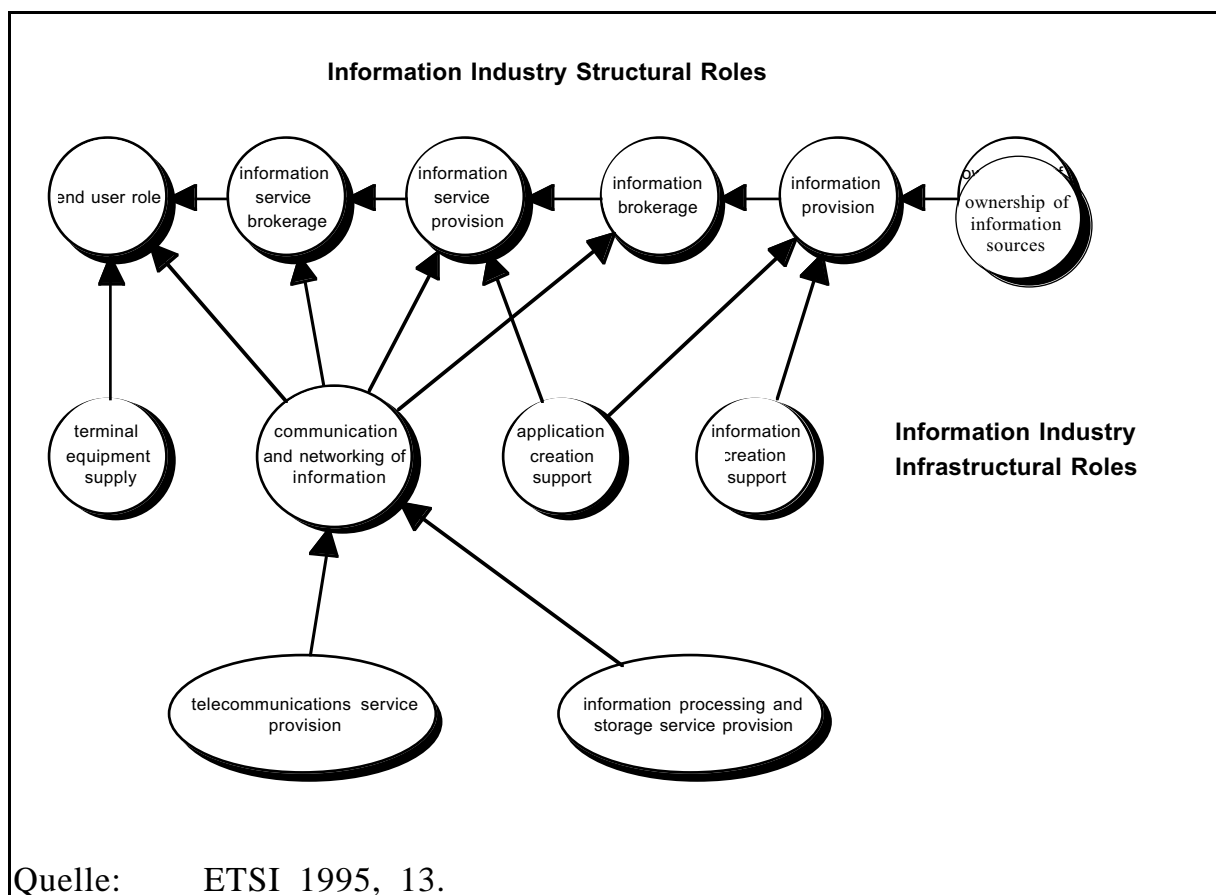 Information Industry Structural Roles
end user role
information
service
brokerage
information
service
provision
information
brokerage
information
provision
ownership of
information
sources
terminal
equipment
supply
communication
and networking of
information
application
creation
support
information
creation
support
Information Industry
Infrastructural Roles
telecommunications service
provision
information processing and
storage service provision
Quelle: ETSI 1995, 13.